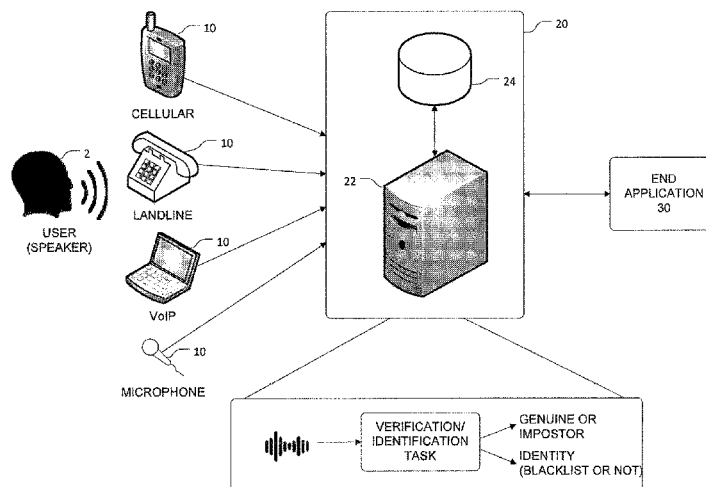 10
20
CELLULAR
24
10
2
22
LANDLINE
USER
(SPEAKER)
END
APPLICATION
30
10
VoIP
10
MICROPHONE
VERIFICATION/
IDENTIFICATION
TASK
GENUINE OR
IMPOSTOR
IDENTITY
(BLACKLIST OR NOT)